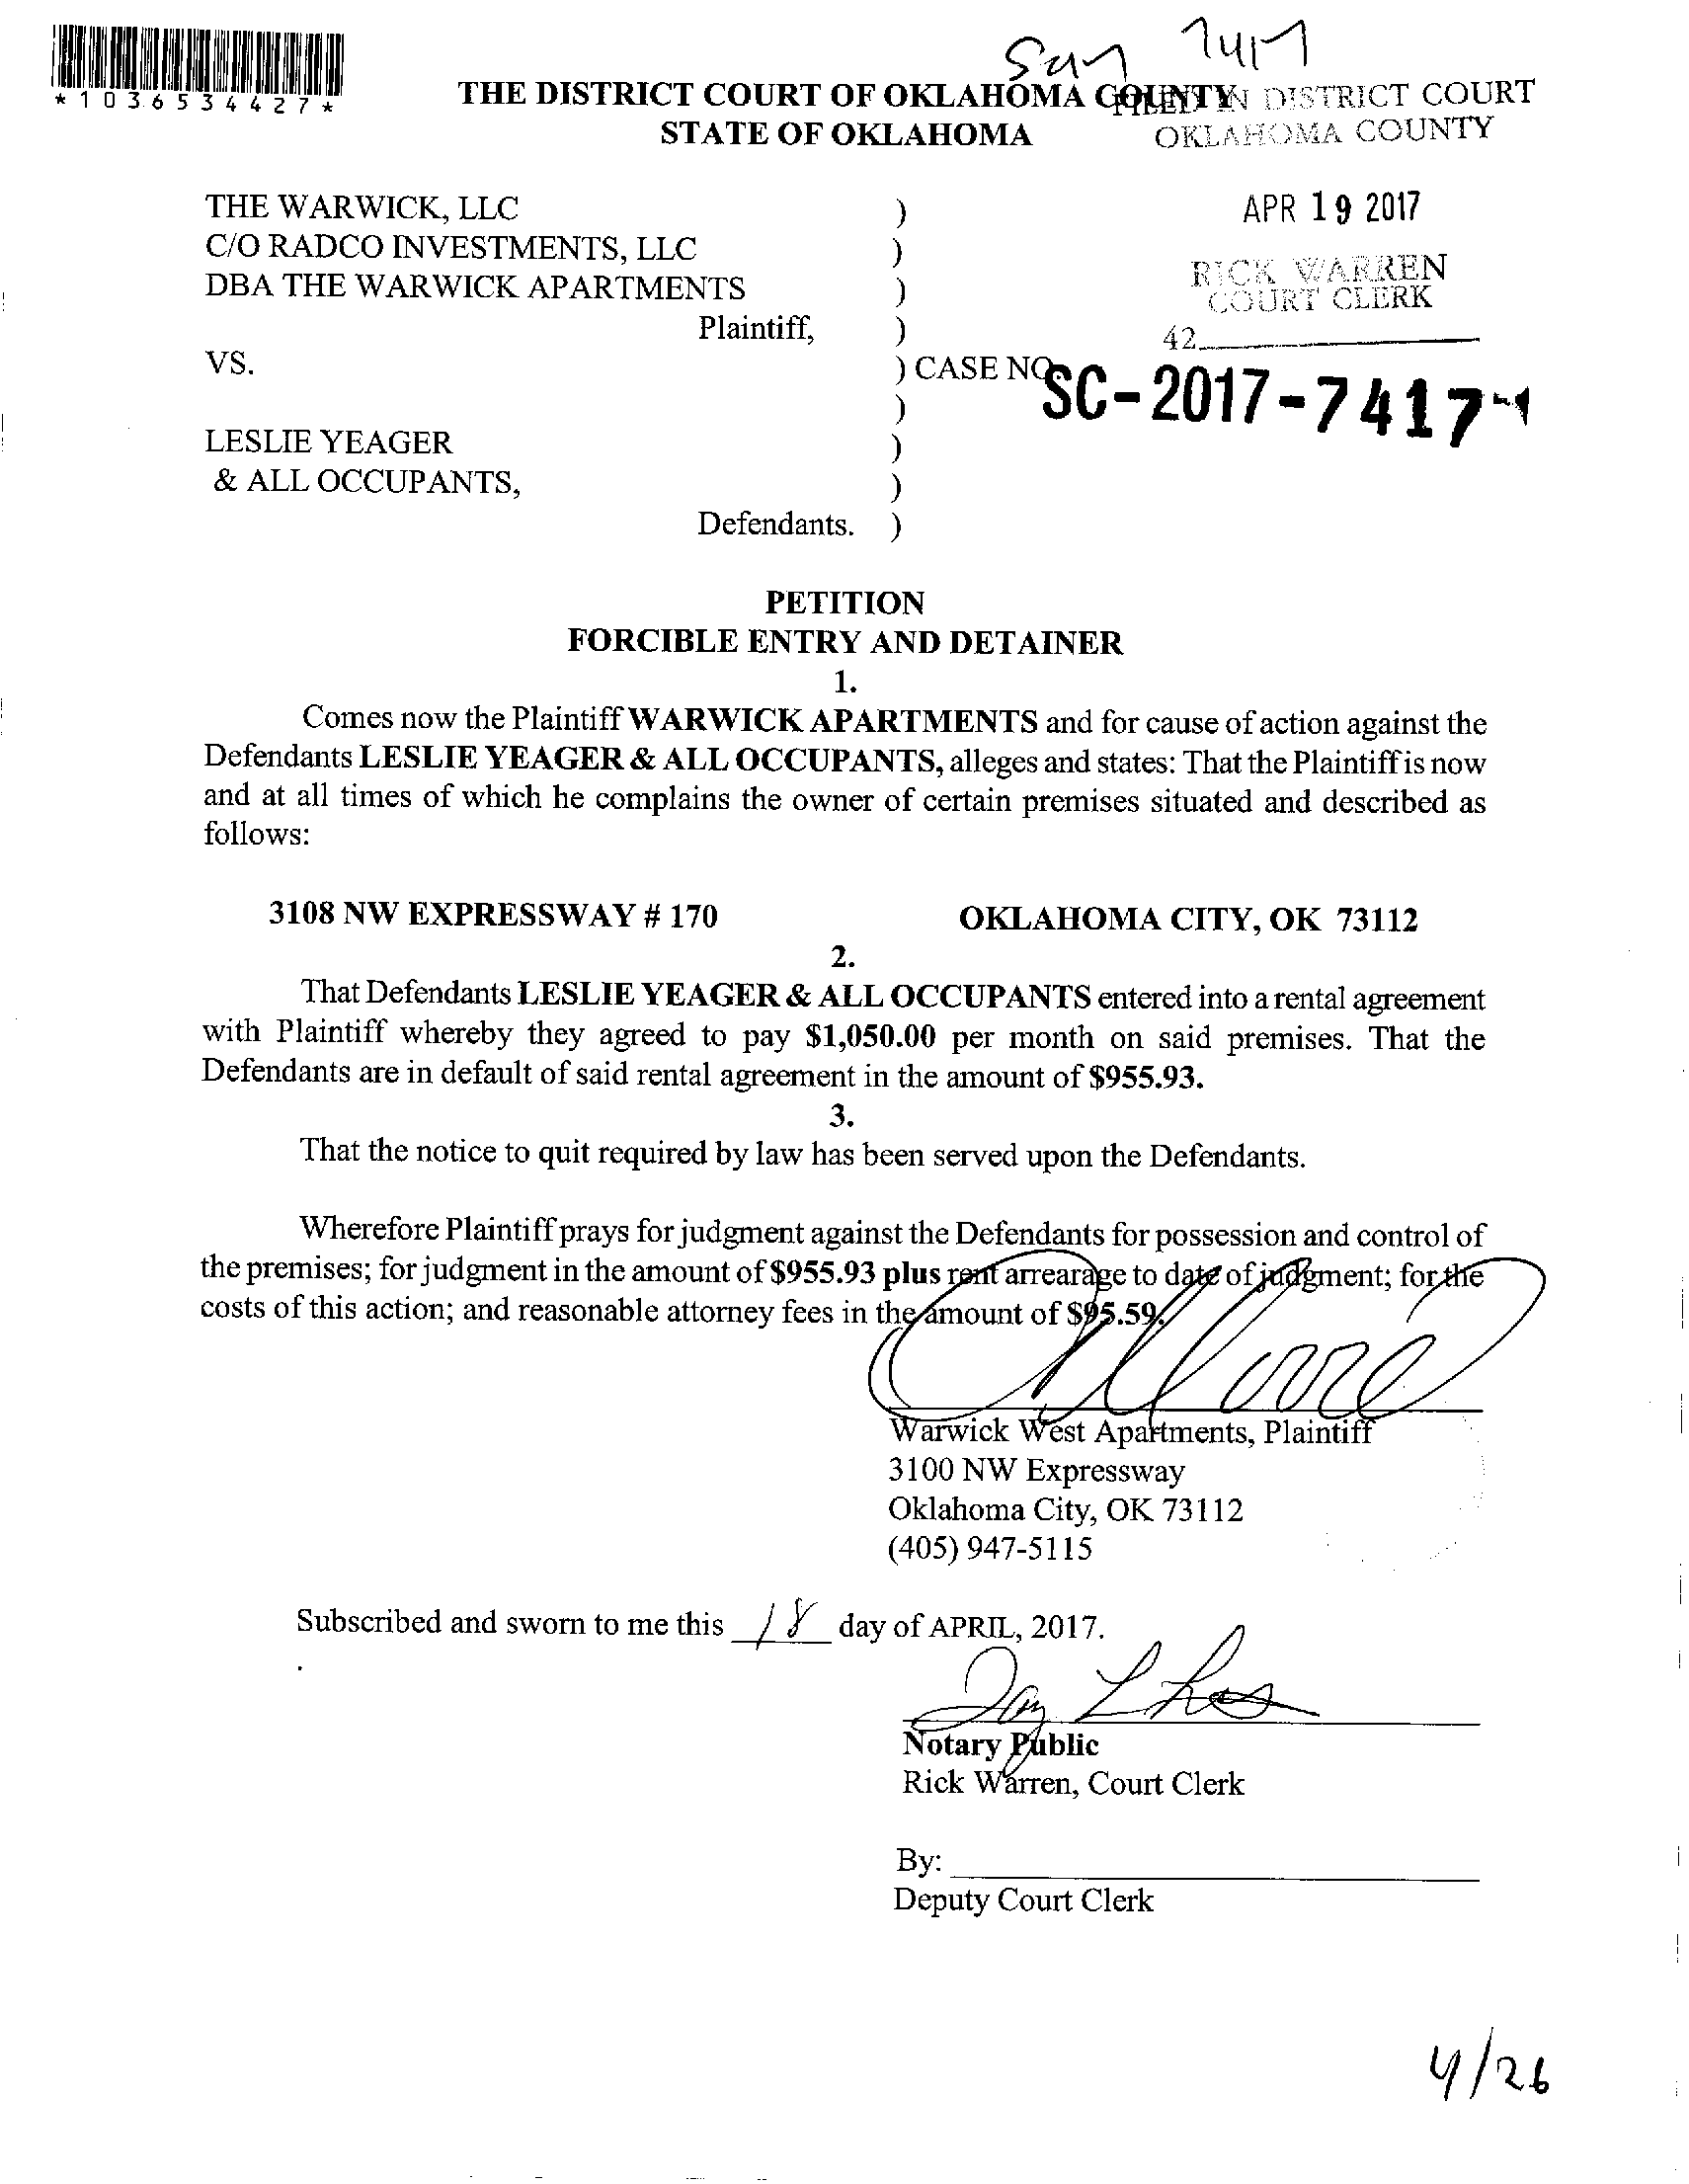 7417
*1036534427*
THE DISTRICT COURT OF OKLAHOMA COUNTY
STATE OF OKLAHOMA
FILED IN DISTRICT COURT
OKLAHOMA COUNTY
THE WARWICK, LLC )
APR 19 2017
C/O RADCO INVESTMENTS, LLC )
DBA THE WARWICK APARTMENTS )
RICK WARREN
COURT CLERK
Plaintiff, )
42
VS. ) CASE NO.
SC-2017-7417
)
LESLIE YEAGER )
& ALL OCCUPANTS, )
Defendants. )
PETITION
FORCIBLE ENTRY AND DETAINER
1.
Comes now the Plaintiff WARWICK APARTMENTS and for cause of action against the
Defendants LESLIE YEAGER & ALL OCCUPANTS, alleges and states: That the Plaintiff is now
and at all times of which he complains the owner of certain premises situated and described as
follows:
3108 NW EXPRESSWAY # 170 OKLAHOMA CITY, OK 73112
2.
That Defendants LESLIE YEAGER & ALL OCCUPANTS entered into a rental agreement
with Plaintiff whereby they agreed to pay $1,050.00 per month on said premises. That the
Defendants are in default of said rental agreement in the amount of $955.93.
3.
That the notice to quit required by law has been served upon the Defendants.
Wherefore Plaintiff prays for judgment against the Defendants for possession and control of
the premises; for judgment in the amount of $955.93 plus rent arrearage to date of judgment; for the
costs of this action; and reasonable attorney fees in the amount of $95.59.
Warwick West Apartments, Plaintiff
3100 NW Expressway
Oklahoma City, OK 73112
(405) 947-5115
Subscribed and sworn to me this 18 day of APRIL, 2017.
Notary Public
Rick Warren, Court Clerk
By:
Deputy Court Clerk
4/26